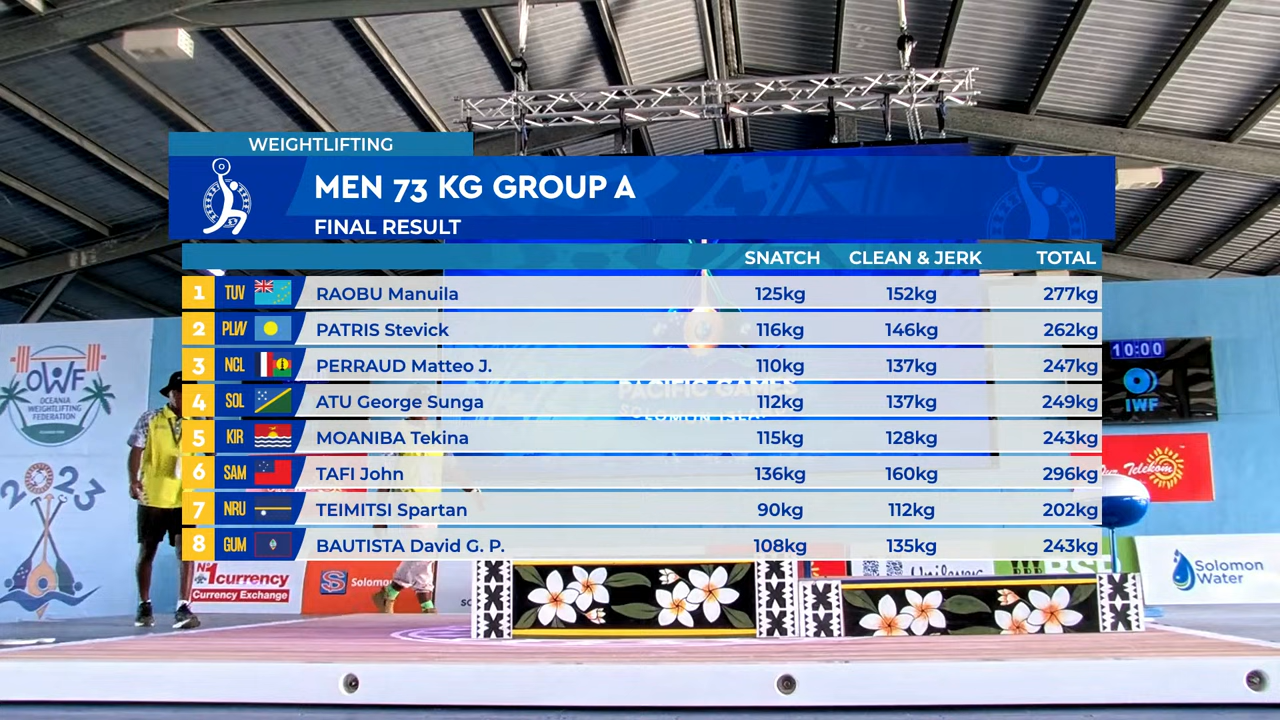 WEIGHTLIFTING
MEN 73 KG GROUP A
FINAL RESULT
SNATCH CLEAN & JERK TOTAL
1 TUV RAOBU Manuila 125kg 152kg 277kg
2 PLW PATRIS Stevick 116kg 146kg 262kg
3 NCL PERRAUD Matteo J. 110kg 137kg 247kg
4 SOL ATU George Sunga 112kg 137kg 249kg
5 KIR MOANIBA Tekina 115kg 128kg 243kg
6 SAM TAFI John 136kg 160kg 296kg
7 NRU TEIMITSI Spartan 90kg 112kg 202kg
8 GUM BAUTISTA David G. P. 108kg 135kg 243kg
OWF
OCEANIA
WEIGHTLIFTING
FEDERATION
2023
PACIFIC GAMES
10:00
IWF
Telekom
N°1currency
Currency Exchange
Solomon
Water